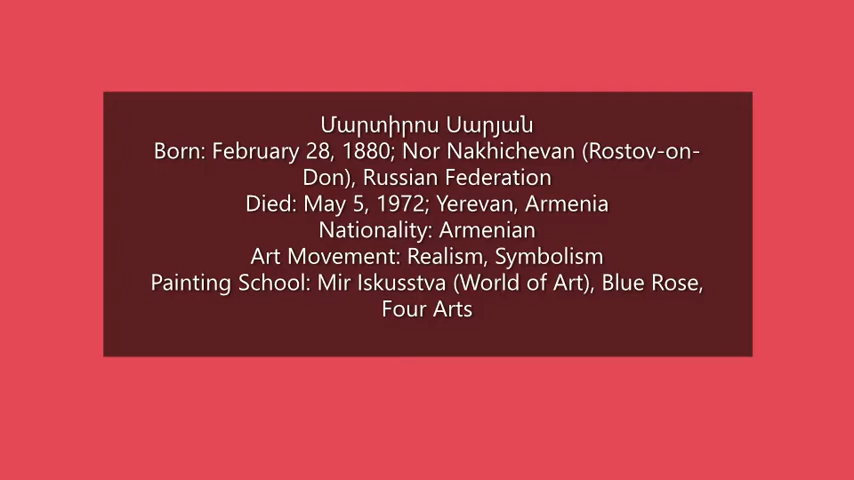 Մարտիրոս Սարյան
Born: February 28, 1880; Nor Nakhichevan (Rostov-on-
Don), Russian Federation
Died: May 5, 1972; Yerevan, Armenia
Nationality: Armenian
Art Movement: Realism, Symbolism
Painting School: Mir Iskusstva (World of Art), Blue Rose,
Four Arts